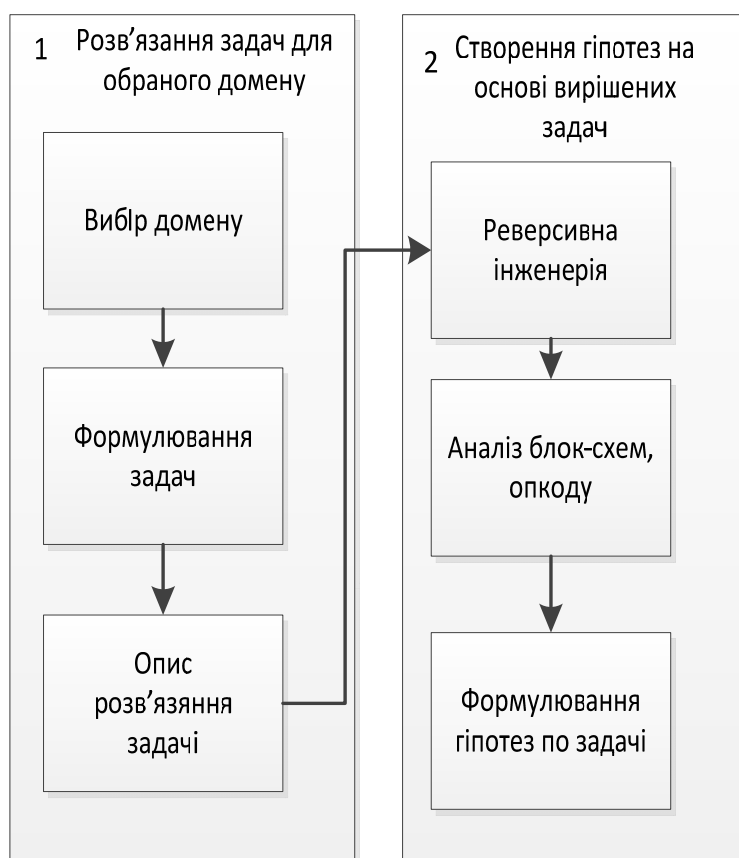 1 Розв’язання задач для
обраного домену
Вибір домену
Формулювання
задач
Опис
розв’язяння
задачі
2 Створення гіпотез на
основі вирішених
задач
Реверсивна
інженерія
Аналіз блок-схем,
опкоду
Формулювання
гіпотез по задачі